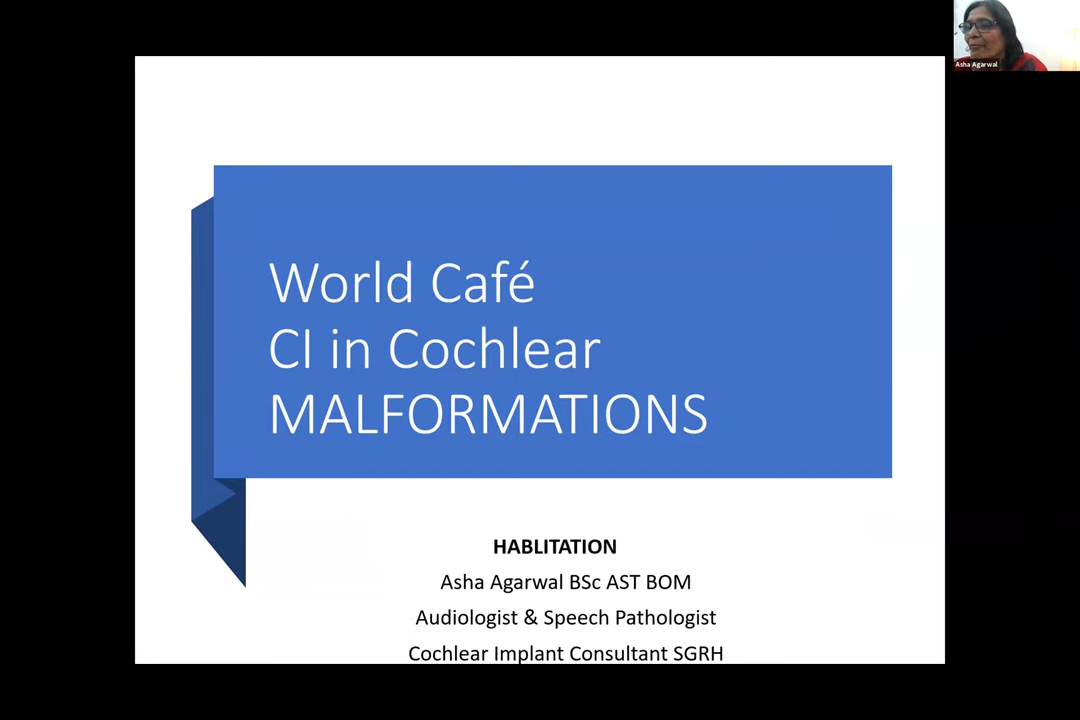 Asha Agarwal
World Café
CI in Cochlear
MALFORMATIONS
HABLITATION
Asha Agarwal BSc AST BOM
Audiologist & Speech Pathologist
Cochlear Implant Consultant SGRH